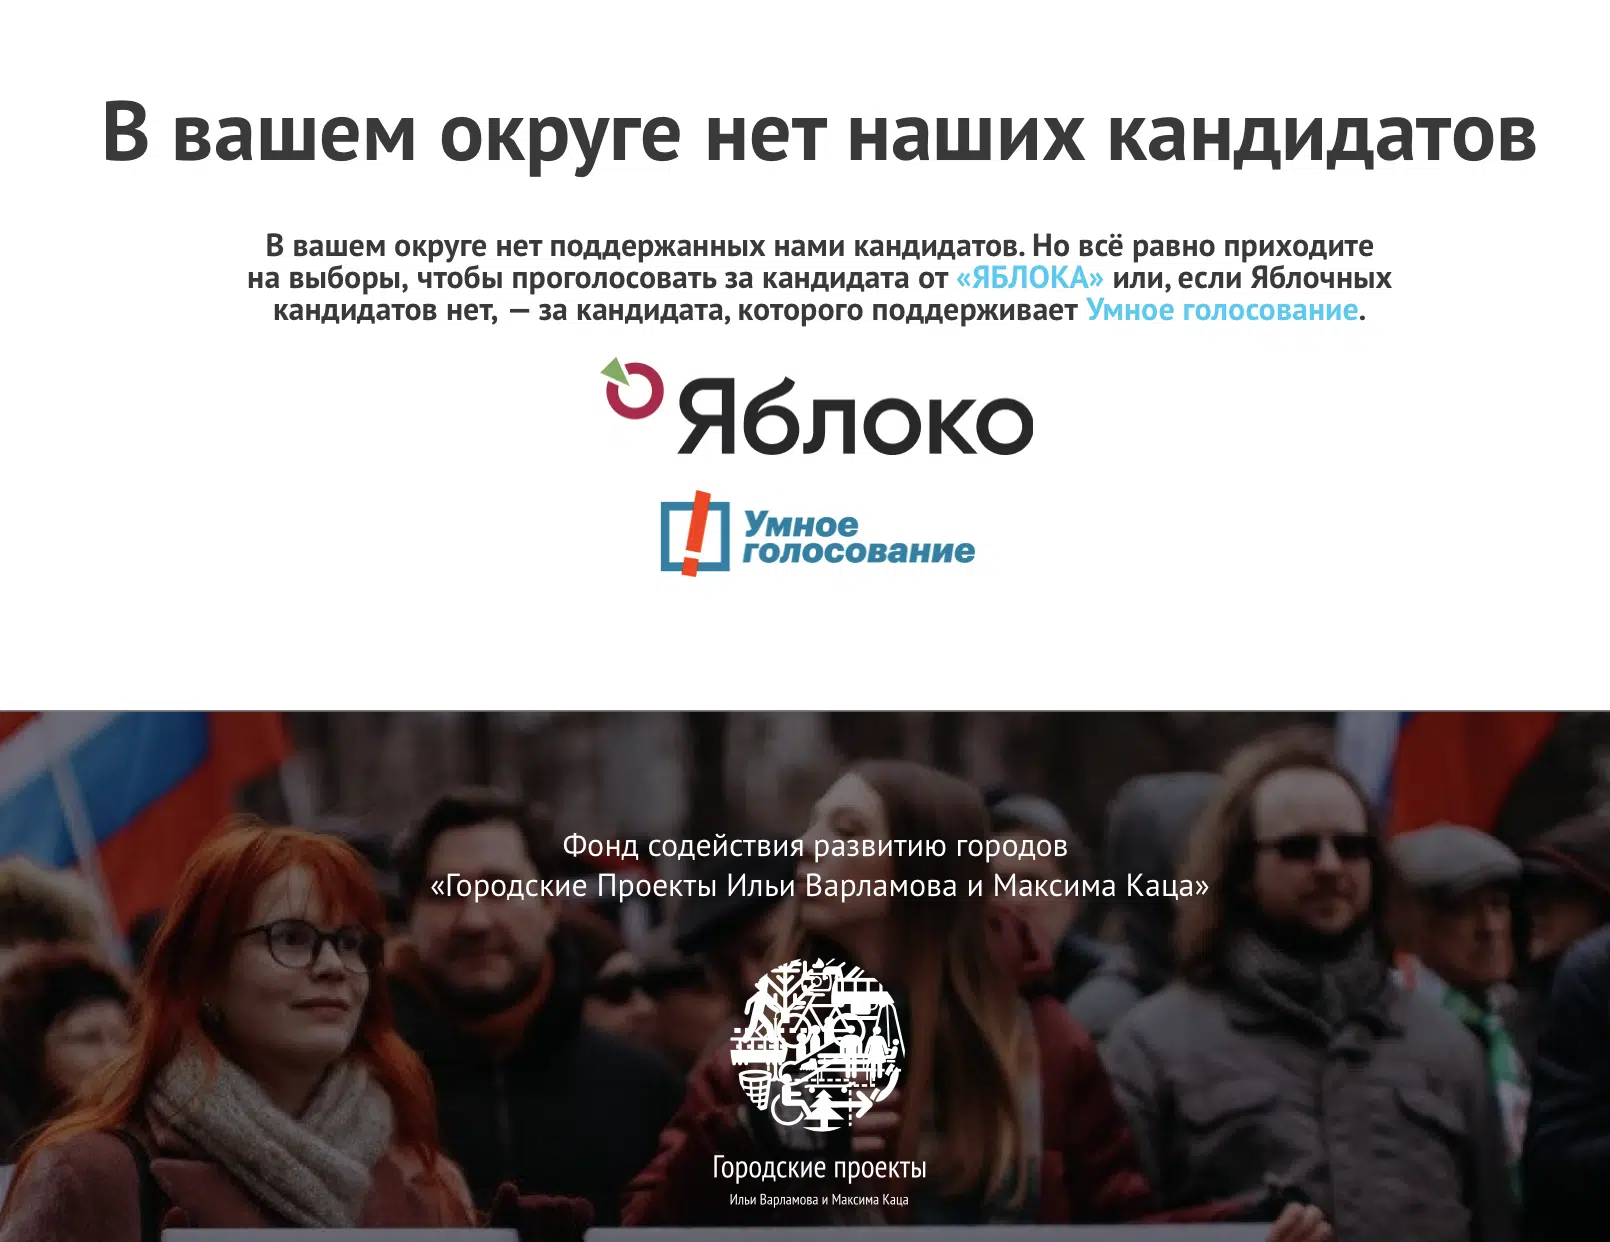 В вашем округе нет наших кандидатов
В вашем округе нет поддержанных нами кандидатов. Но всё равно приходите
на выборы, чтобы проголосовать за кандидата от «ЯБЛОКА» или, если Яблочных
кандидатов нет, — за кандидата, которого поддерживает Умное голосование.
Яблоко
Умное
голосование
Фонд содействия развитию городов
«Городские Проекты Ильи Варламова и Максима Каца»
Городские проекты
Ильи Варламова и Максима Каца